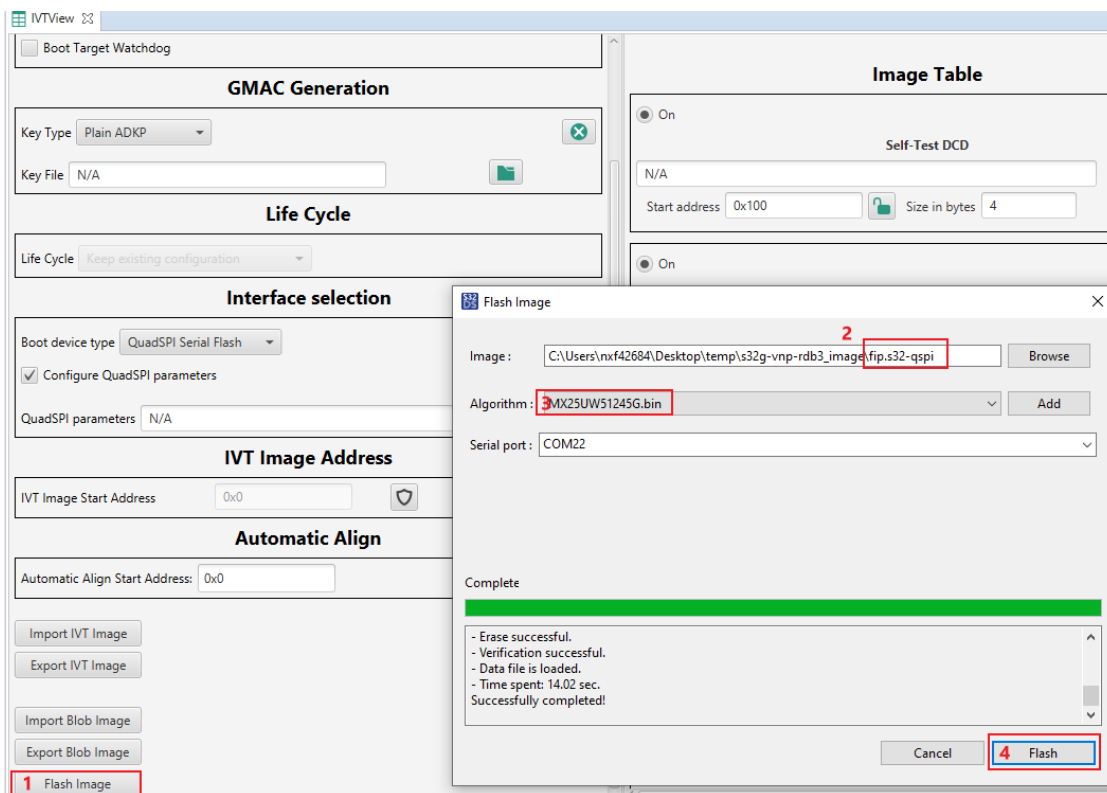 IVTView
Boot Target Watchdog
GMAC Generation
Key Type Plain ADKP
Key File N/A
Life Cycle
Life Cycle Keep existing configuration
Interface selection
Boot device type QuadSPI Serial Flash
Configure QuadSPI parameters
QuadSPI parameters N/A
IVT Image Address
IVT Image Start Address 0x0
Automatic Align
Automatic Align Start Address: 0x0
Import IVT Image
Export IVT Image
Import Blob Image
Export Blob Image
1 Flash Image
Image Table
On
Self-Test DCD
N/A
Start address 0x100 Size in bytes 4
On
S32 DS Flash Image
2
Image : C:\Users\nxf42684\Desktop\temp\s32g-vnp-rdb3_image\fip.s32-qspi Browse
Algorithm : 3 MX25UW51245G.bin Add
Serial port : COM22
Complete
- Erase successful.
- Verification successful.
- Data file is loaded.
- Time spent: 14.02 sec.
Successfully completed!
Cancel 4 Flash